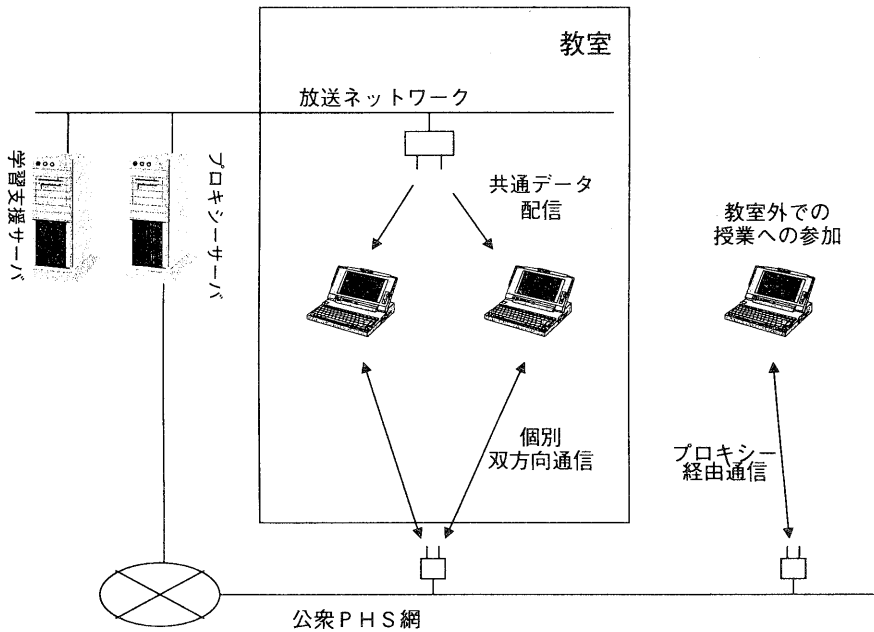 教室
放送ネットワーク
学習支援サーバ
プロキシーサーバ
共通データ
配信
教室外での
授業への参加
個別
双方向通信
プロキシー
経由通信
公衆ＰＨＳ網